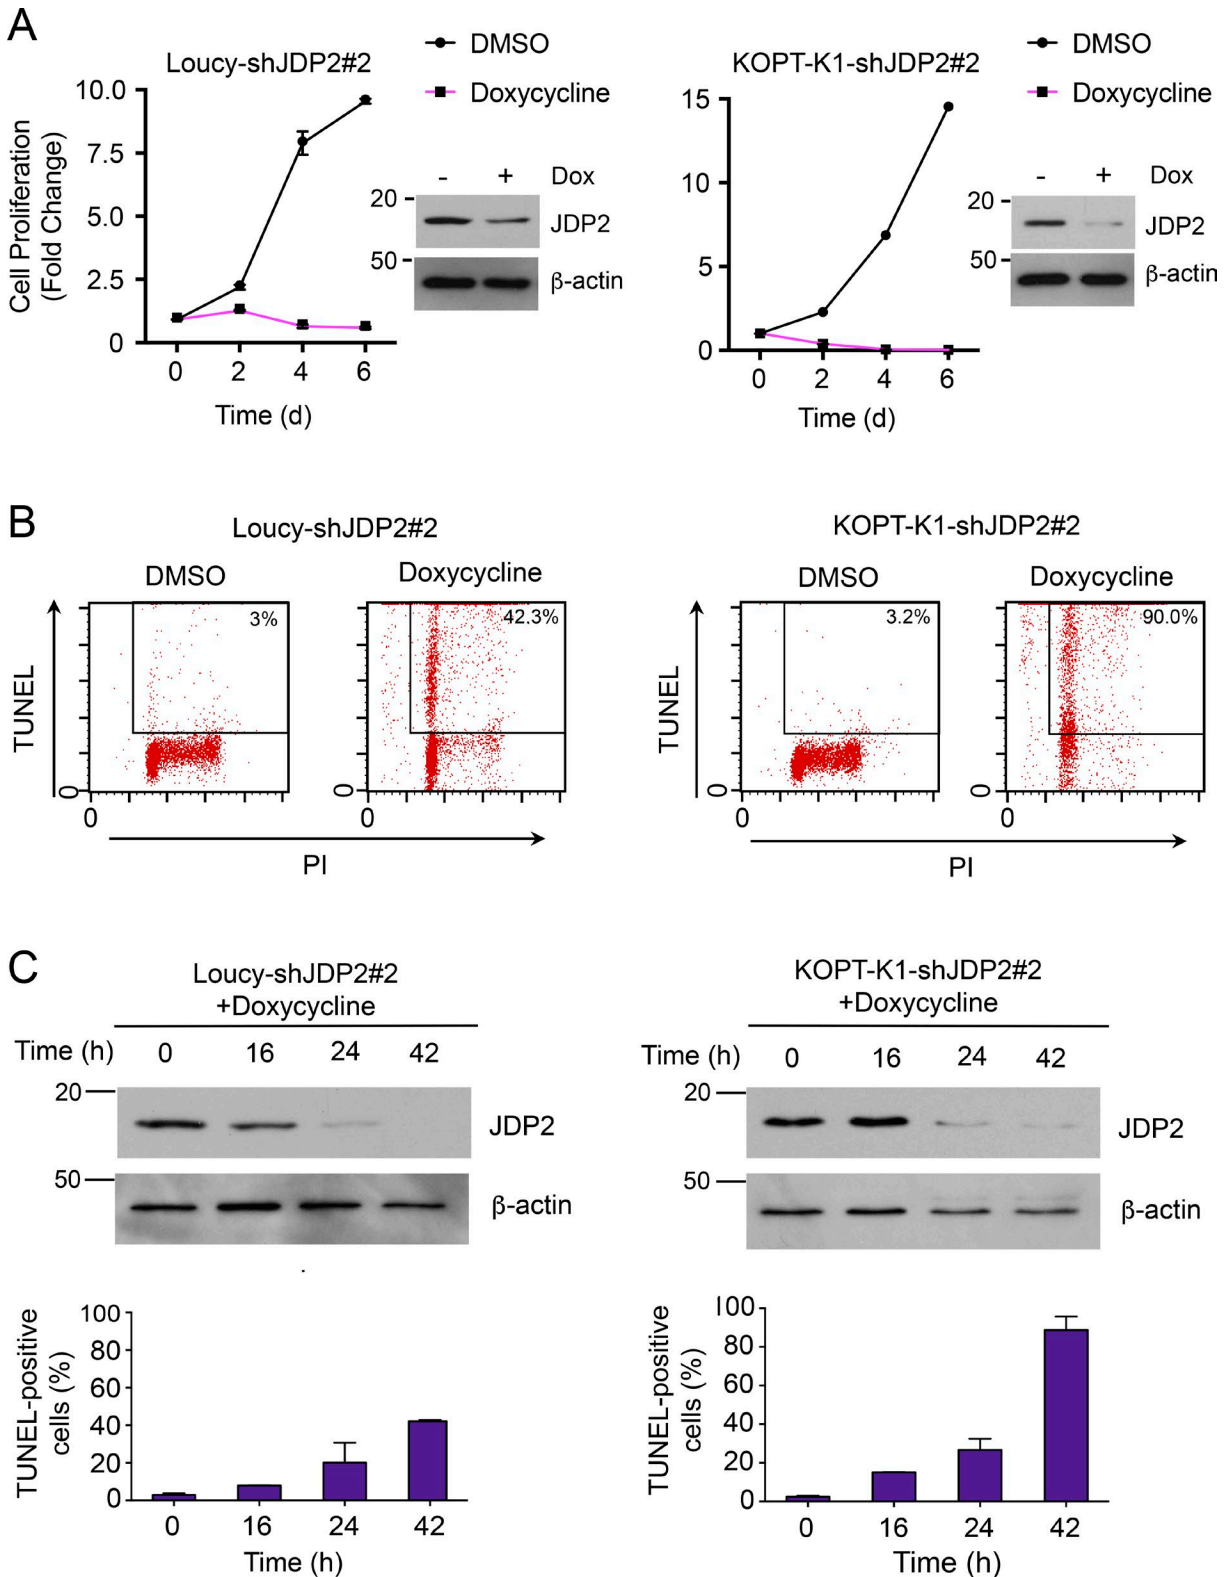 A
Loucy-shJDP2#2
DMSO
Doxycycline
Cell Proliferation
(Fold Change)
10.0
7.5
5.0
2.5
0
0 2 4 6
Time (d)
- + Dox
20
JDP2
50
β-actin
KOPT-K1-shJDP2#2
DMSO
Doxycycline
15
10
5
0
0 2 4 6
Time (d)
- + Dox
20
JDP2
50
β-actin
B
Loucy-shJDP2#2
DMSO
Doxycycline
TUNEL
3%
42.3%
0
0
0
0
PI
KOPT-K1-shJDP2#2
DMSO
Doxycycline
TUNEL
3.2%
90.0%
0
0
0
0
PI
C
Loucy-shJDP2#2
+Doxycycline
Time (h) 0 16 24 42
20
JDP2
50
β-actin
TUNEL-positive
cells (%)
100
80
60
40
20
0
0 16 24 42
Time (h)
KOPT-K1-shJDP2#2
+Doxycycline
Time (h) 0 16 24 42
20
JDP2
50
β-actin
TUNEL-positive
cells (%)
100
80
60
40
20
0
0 16 24 42
Time (h)